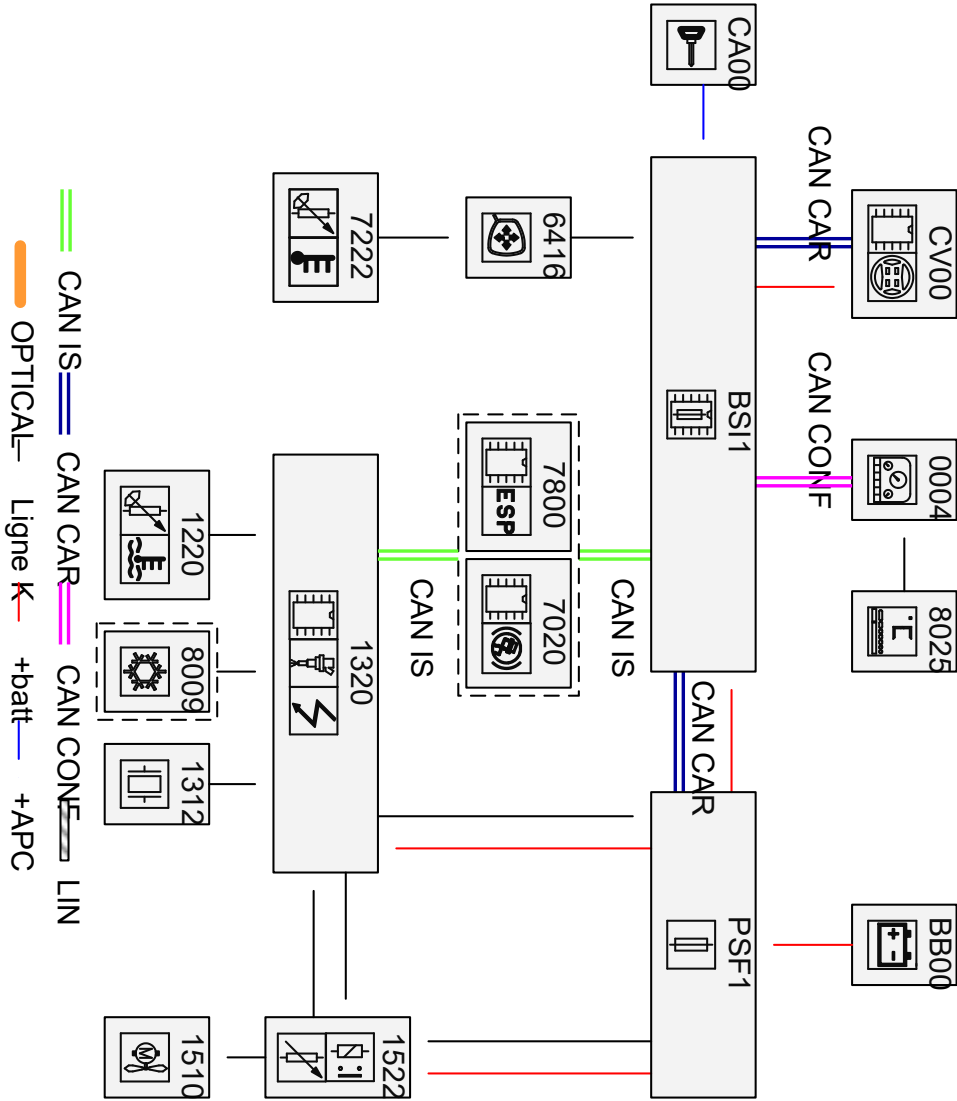 CV00
0004
8025
BB00
CAN CAR
CAN CONF
CA00
BSI1
CAN CAR
PSF1
CAN IS
6416
7800
ESP
7020
CAN IS
7222
1320
1522
1220
8009
1312
1510
M
CAN IS CAN CAR CAN CONF LIN
OPTICAL Ligne K +batt +APC